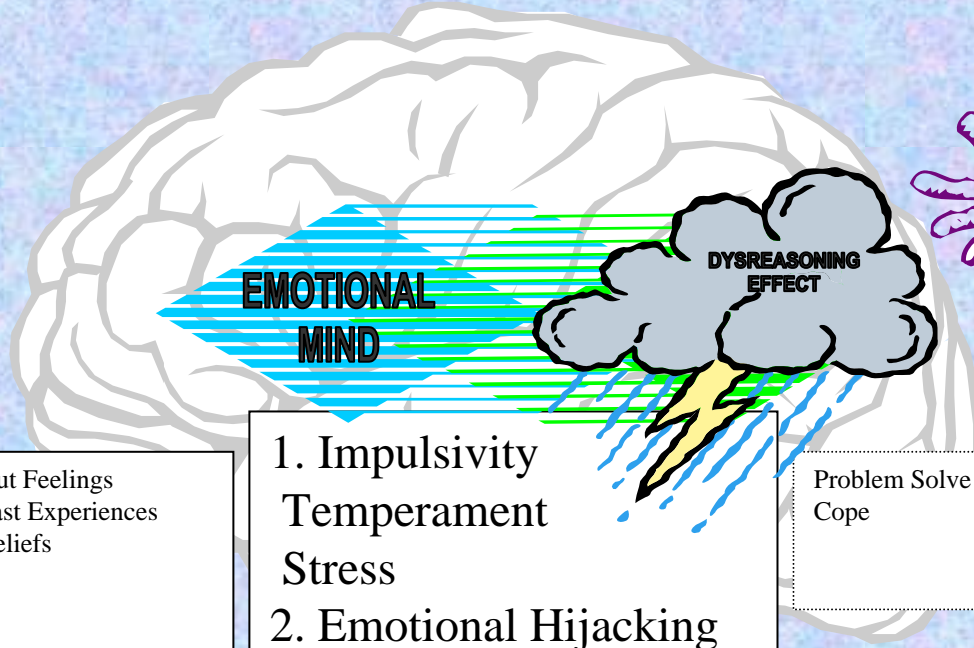 EMOTIONAL
MIND
DYSREASONING
EFFECT
Feelings
Experiences
1. Impulsivity
Temperament
Stress
2. Emotional Hijacking
Problem Solve
Cope